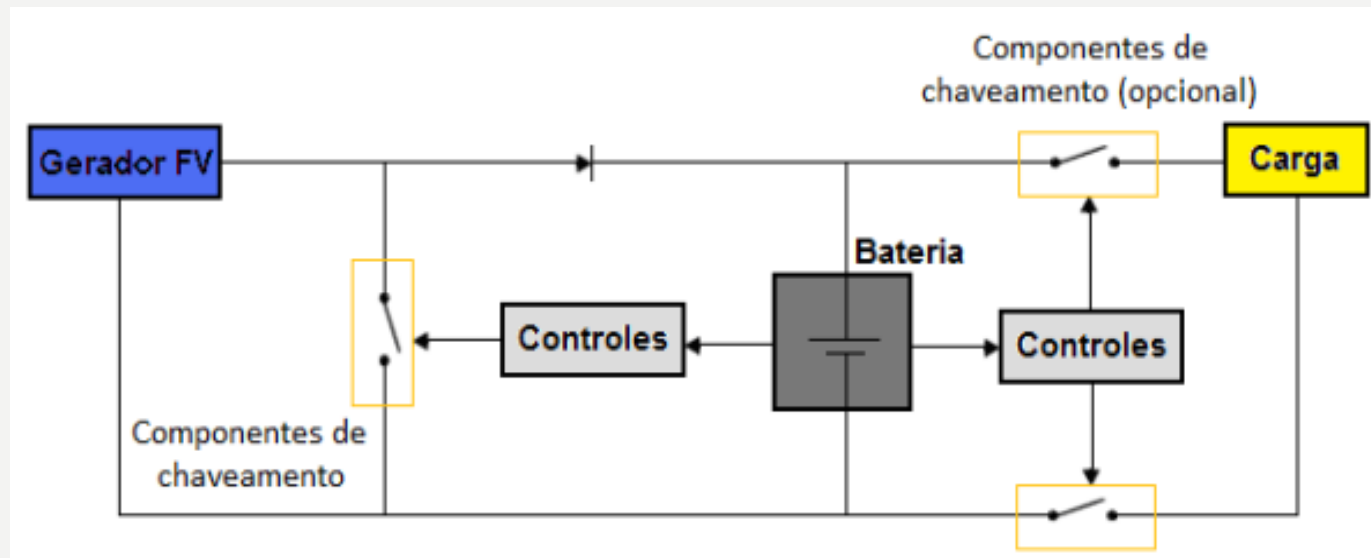 Componentes de
chaveamento (opcional)
Gerador FV
Carga
Bateria
Controles
Controles
Componentes de
chaveamento